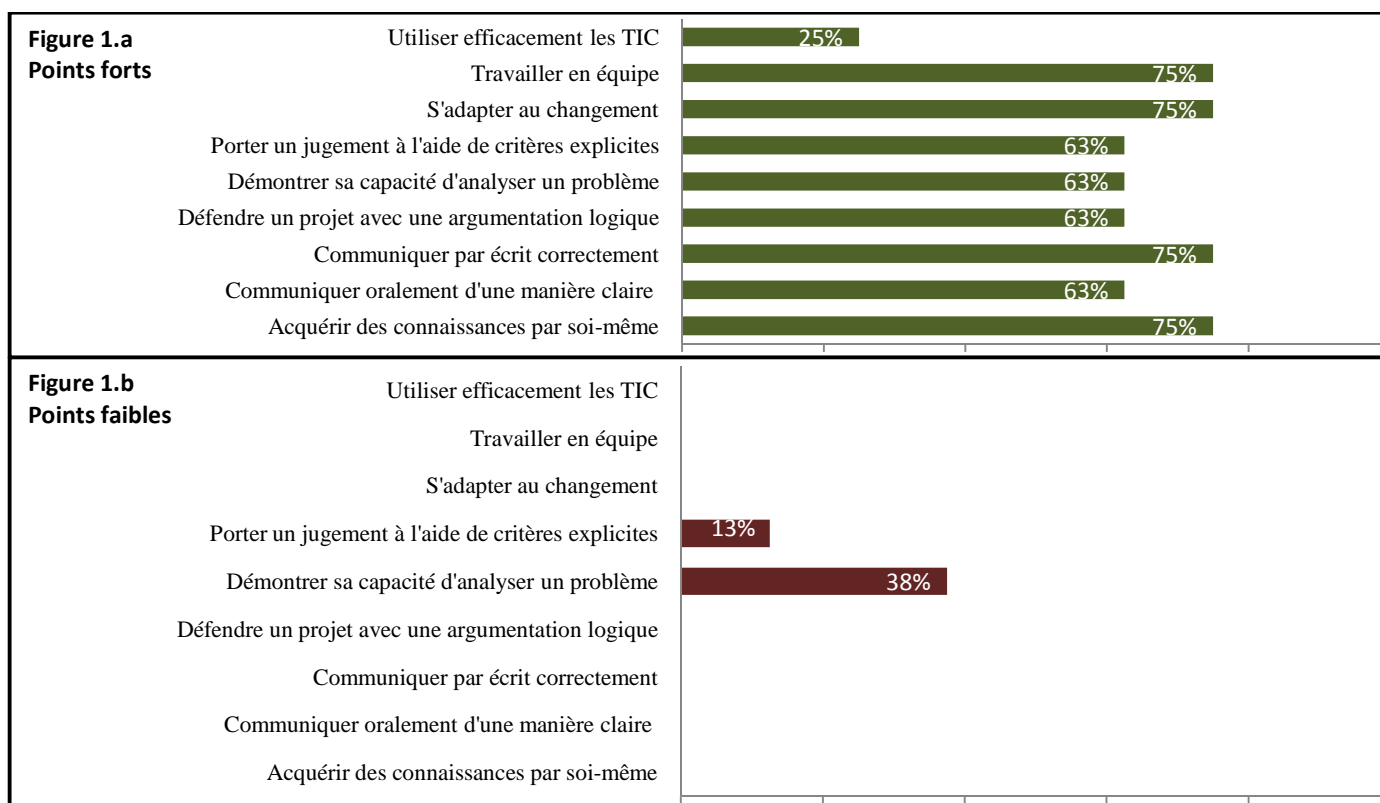 Figure 1.a
Points forts
Utiliser efficacement les TIC 25%
Travailler en équipe 75%
S'adapter au changement 75%
Porter un jugement à l'aide de critères explicites 63%
Démontrer sa capacité d'analyser un problème 63%
Défendre un projet avec une argumentation logique 63%
Communiquer par écrit correctement 75%
Communiquer oralement d'une manière claire 63%
Acquérir des connaissances par soi-même 75%
Figure 1.b
Points faibles
Utiliser efficacement les TIC
Travailler en équipe
S'adapter au changement
Porter un jugement à l'aide de critères explicites 13%
Démontrer sa capacité d'analyser un problème 38%
Défendre un projet avec une argumentation logique
Communiquer par écrit correctement
Communiquer oralement d'une manière claire
Acquérir des connaissances par soi-même